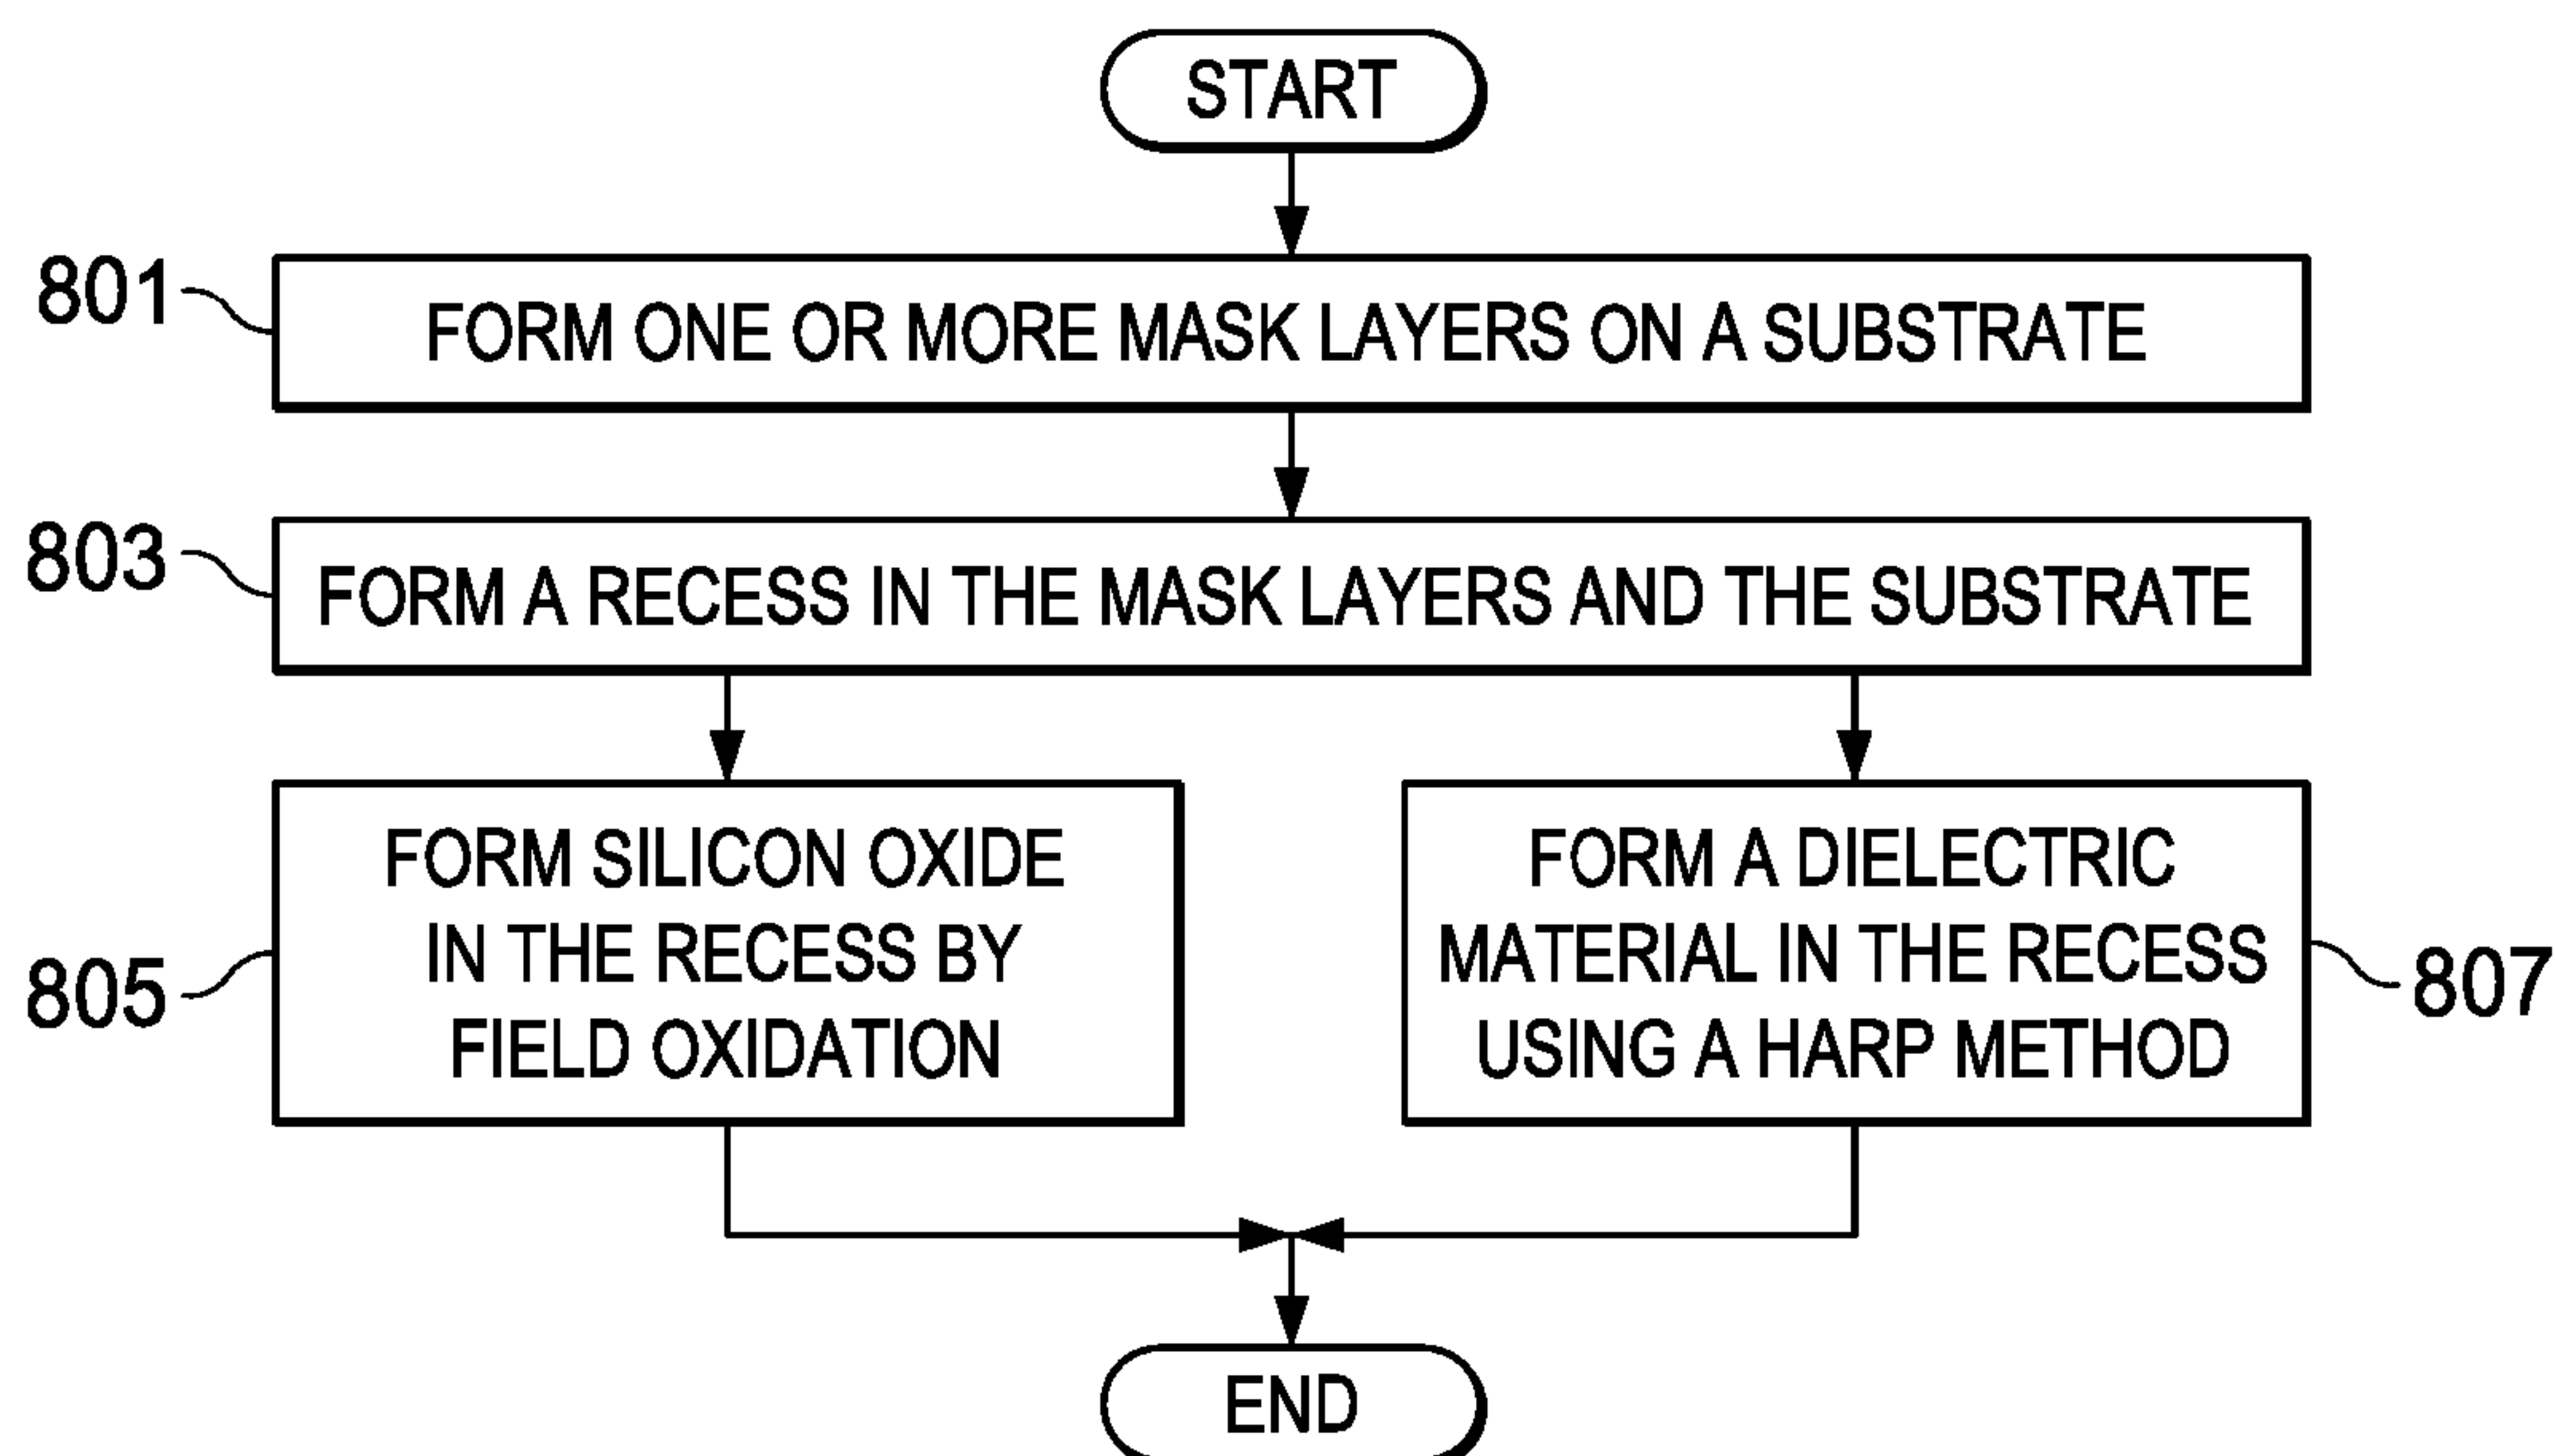 START
801
FORM ONE OR MORE MASK LAYERS ON A SUBSTRATE
803
FORM A RECESS IN THE MASK LAYERS AND THE SUBSTRATE
805
FORM SILICON OXIDE
IN THE RECESS BY
FIELD OXIDATION
FORM A DIELECTRIC
MATERIAL IN THE RECESS
USING A HARP METHOD
807
END